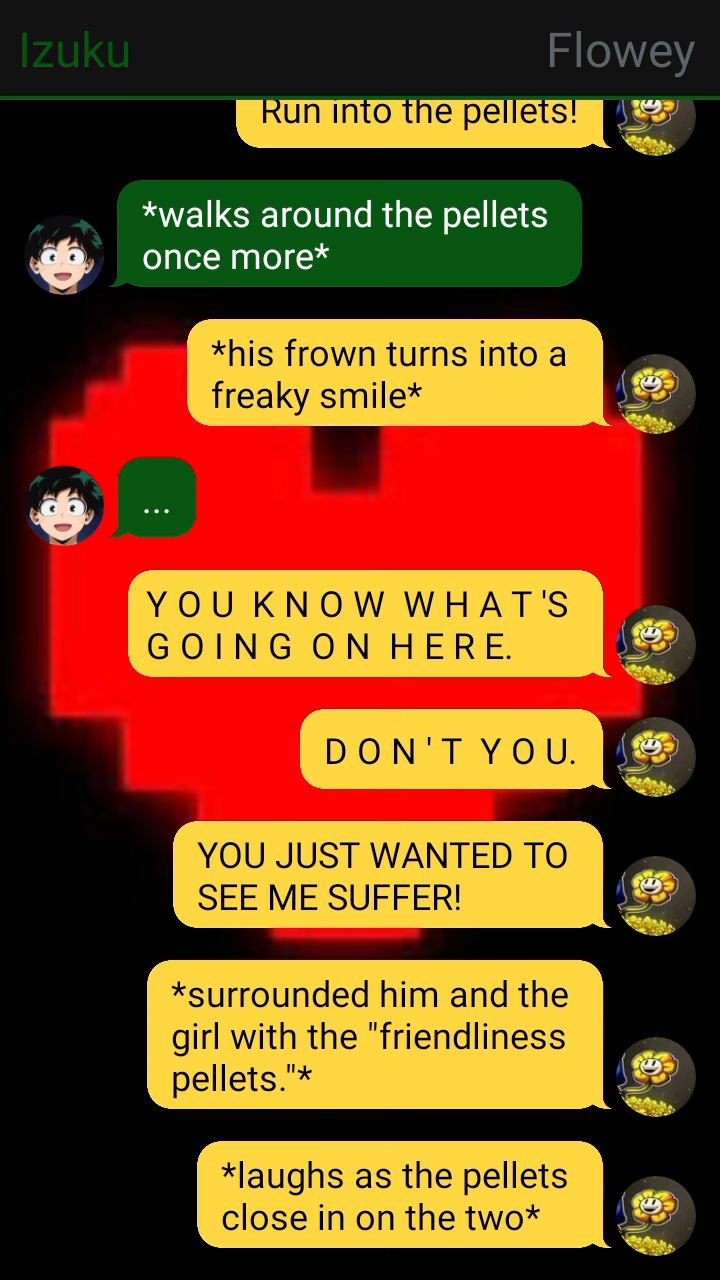 Izuku Flowey
Run into the pellets!
*walks around the pellets
once more*
*his frown turns into a
freaky smile*
...
Y O U K N O W W H A T 'S
G O I N G O N H E R E.
D O N ' T Y O U.
YOU JUST WANTED TO
SEE ME SUFFER!
*surrounded him and the
girl with the "friendliness
pellets."*
*laughs as the pellets
close in on the two*